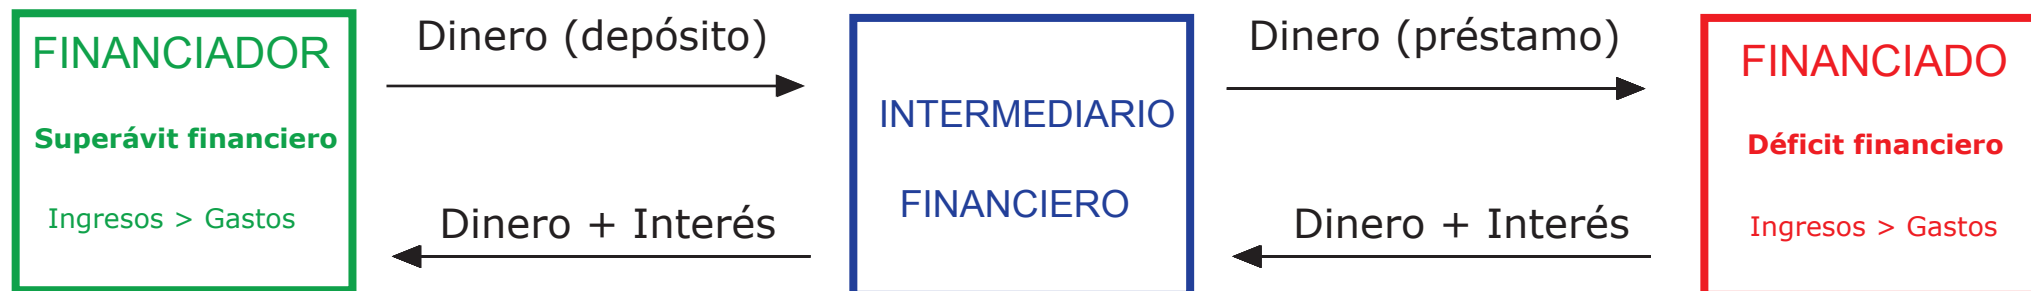 FINANCIADOR
Superávit financiero
Ingresos > Gastos
Dinero (depósito)
Dinero + Interés
INTERMEDIARIO
FINANCIERO
Dinero (préstamo)
Dinero + Interés
FINANCIADO
Déficit financiero
Ingresos > Gastos